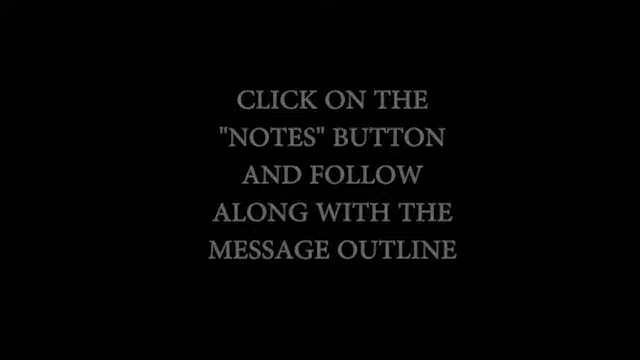 CLICK ON THE
"NOTES" BUTTON
AND FOLLOW
ALONG WITH THE
MESSAGE OUTLINE